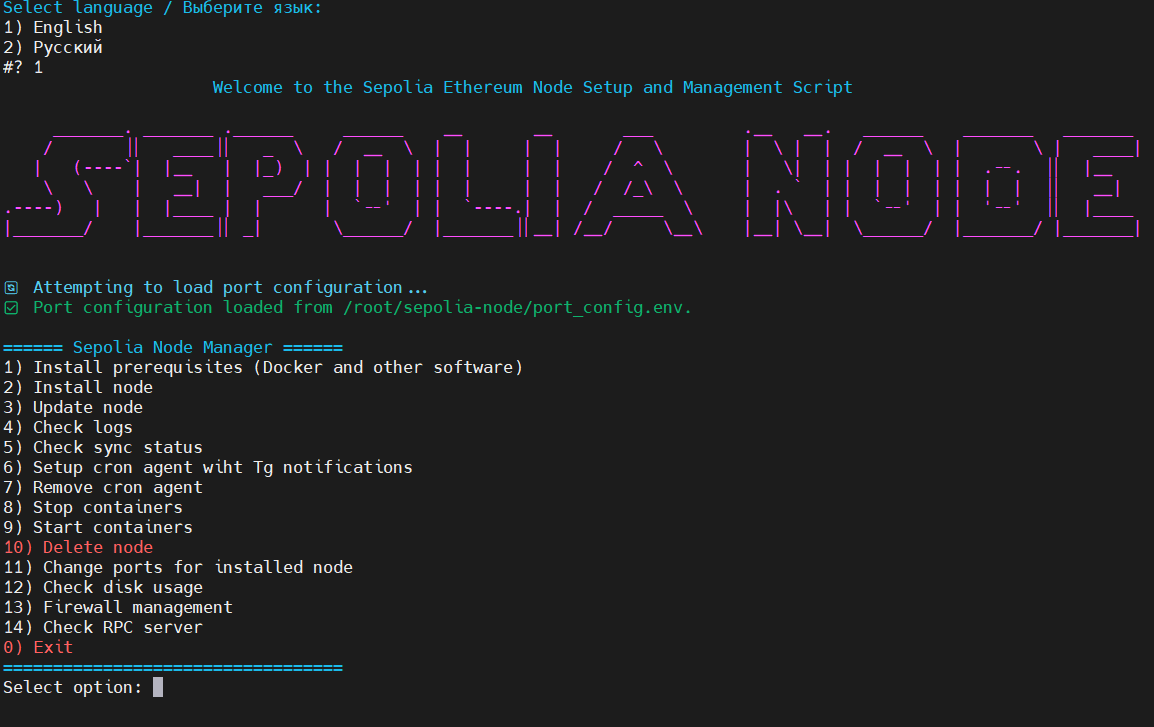 Select language / Выберите язык:
1) English
2) Русский
#? 1
Welcome to the Sepolia Ethereum Node Setup and Management Script
SEPOLIA NODE
Attempting to load port configuration...
Port configuration loaded from /root/sepolia-node/port_config.env.
====== Sepolia Node Manager ======
1) Install prerequisites (Docker and other software)
2) Install node
3) Update node
4) Check logs
5) Check sync status
6) Setup cron agent wiht Tg notifications
7) Remove cron agent
8) Stop containers
9) Start containers
10) Delete node
11) Change ports for installed node
12) Check disk usage
13) Firewall management
14) Check RPC server
0) Exit
==================================
Select option: